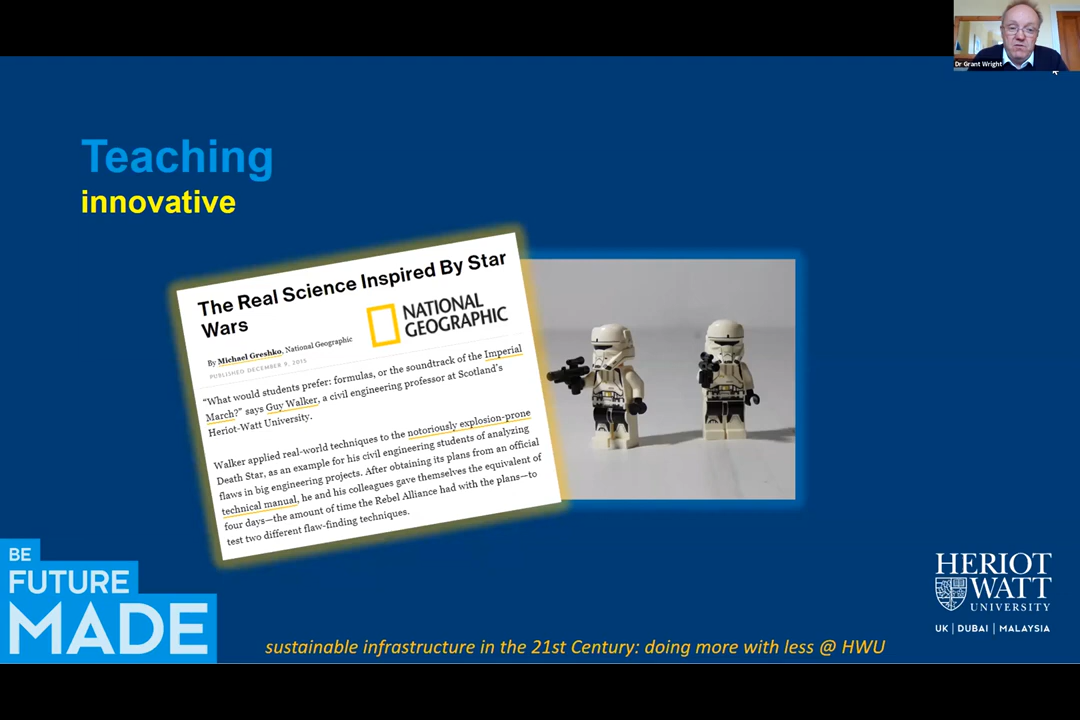 Dr Grant Wright
Teaching
innovative
The Real Science Inspired By Star
Wars
NATIONAL
GEOGRAPHIC
By Michael Greshko, National Geographic
PUBLISHED DECEMBER 9, 2015
“What would students prefer: formulas, or the soundtrack of the Imperial
March?” says Guy Walker, a civil engineering professor at Scotland’s
Heriot-Watt University.
Walker applied real-world techniques to the notoriously explosion-prone
Death Star, as an example for his civil engineering students of analyzing
flaws in big engineering projects. After obtaining its plans from an official
technical manual, he and his colleagues gave themselves the equivalent of
four days—the amount of time the Rebel Alliance had with the plans—to
test two different flaw-finding techniques.
BE
FUTURE
MADE
HERIOT
WATT
UNIVERSITY
UK | DUBAI | MALAYSIA
sustainable infrastructure in the 21st Century: doing more with less @ HWU